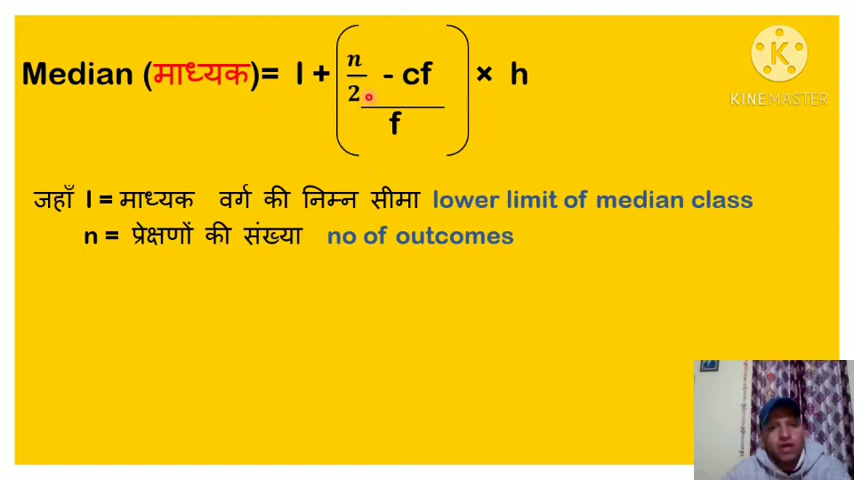 Median (माध्यक)= l + ( n/2 - cf / f ) × h
KINEMASTER
जहाँ l = माध्यक वर्ग की निम्न सीमा lower limit of median class
n = प्रेक्षणों की संख्या no of outcomes